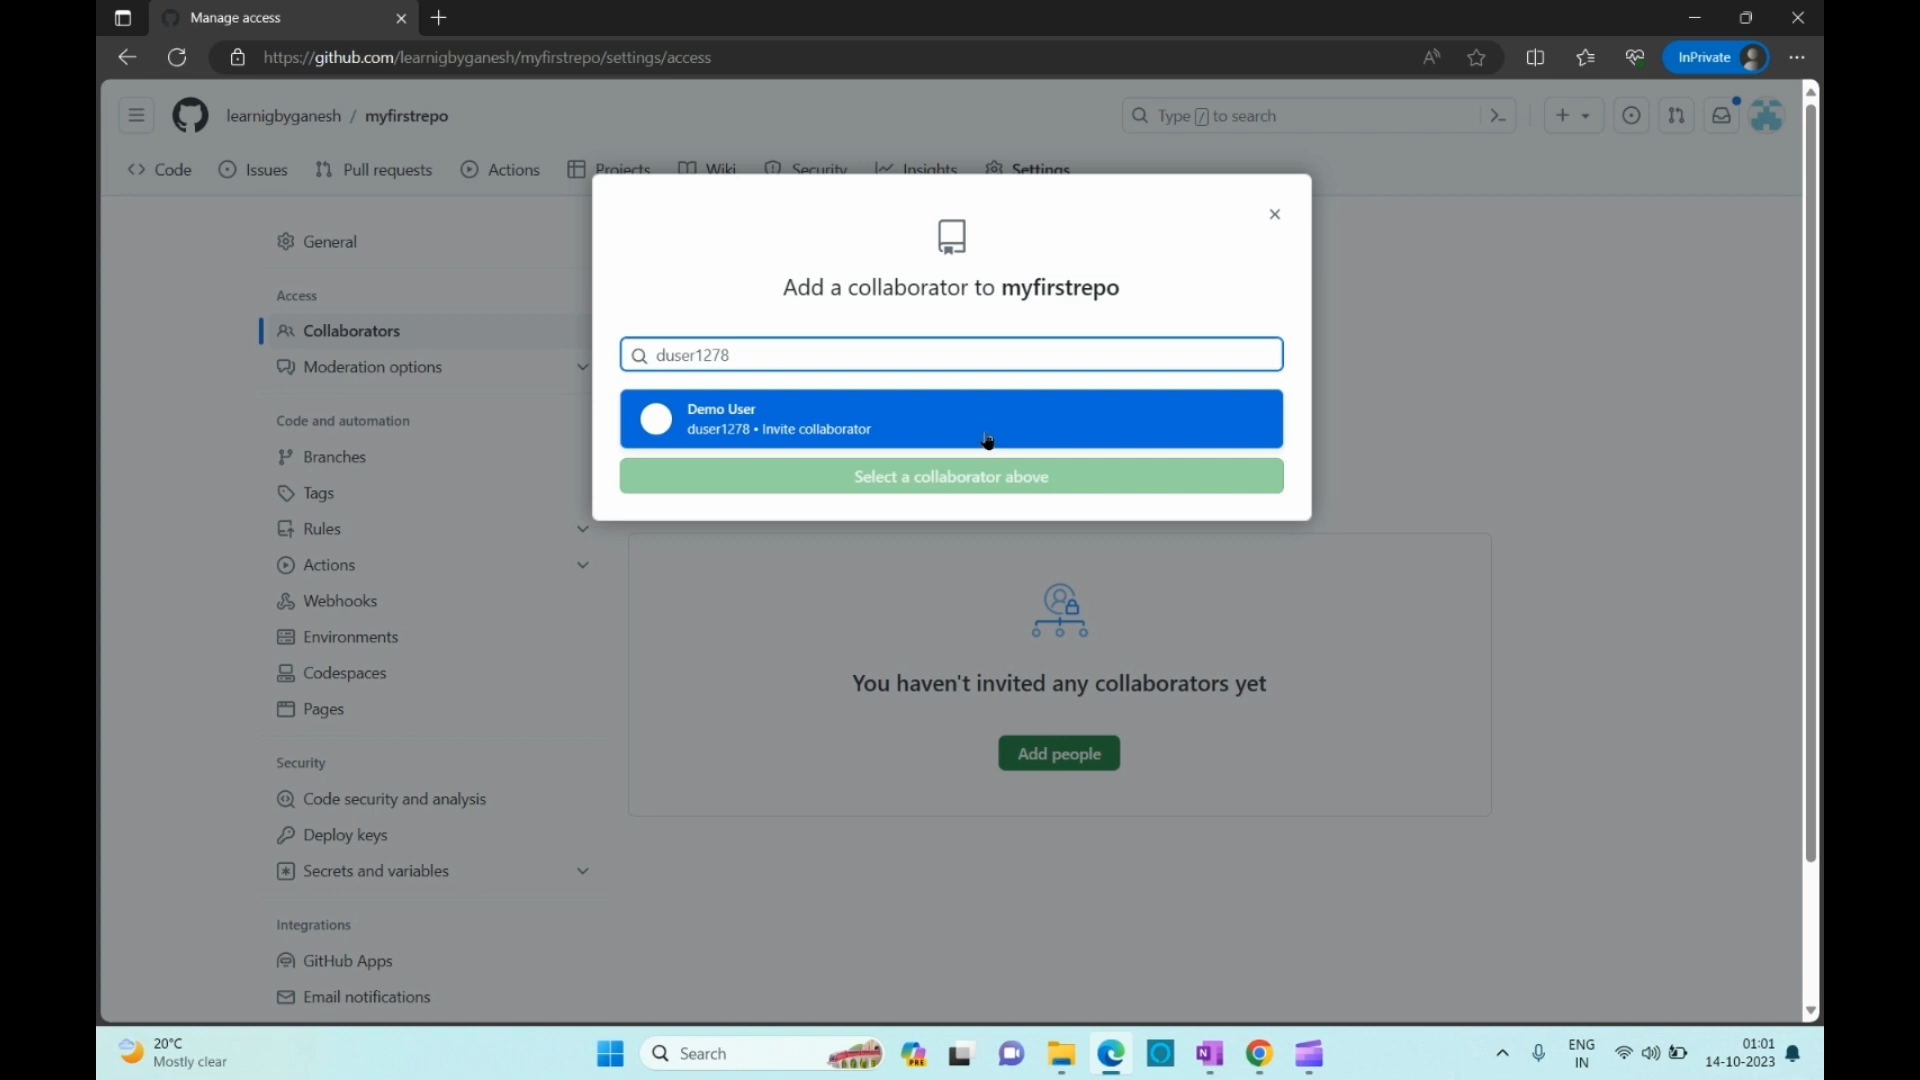 Manage access
https://github.com/learnigbyganesh/myfirstrepo/settings/access
InPrivate
learnigbyganesh / myfirstrepo
Type / to search
Code Issues Pull requests Actions Projects Wiki Security Insights Settings
General
Access
Collaborators
Moderation options
Code and automation
Branches
Tags
Rules
Actions
Webhooks
Environments
Codespaces
Pages
Security
Code security and analysis
Deploy keys
Secrets and variables
Integrations
GitHub Apps
Email notifications
Add a collaborator to myfirstrepo
duser1278
Demo User
duser1278 • Invite collaborator
Select a collaborator above
You haven't invited any collaborators yet
Add people
20°C
Mostly clear
Search
PRE
ENG
IN
01:01
14-10-2023